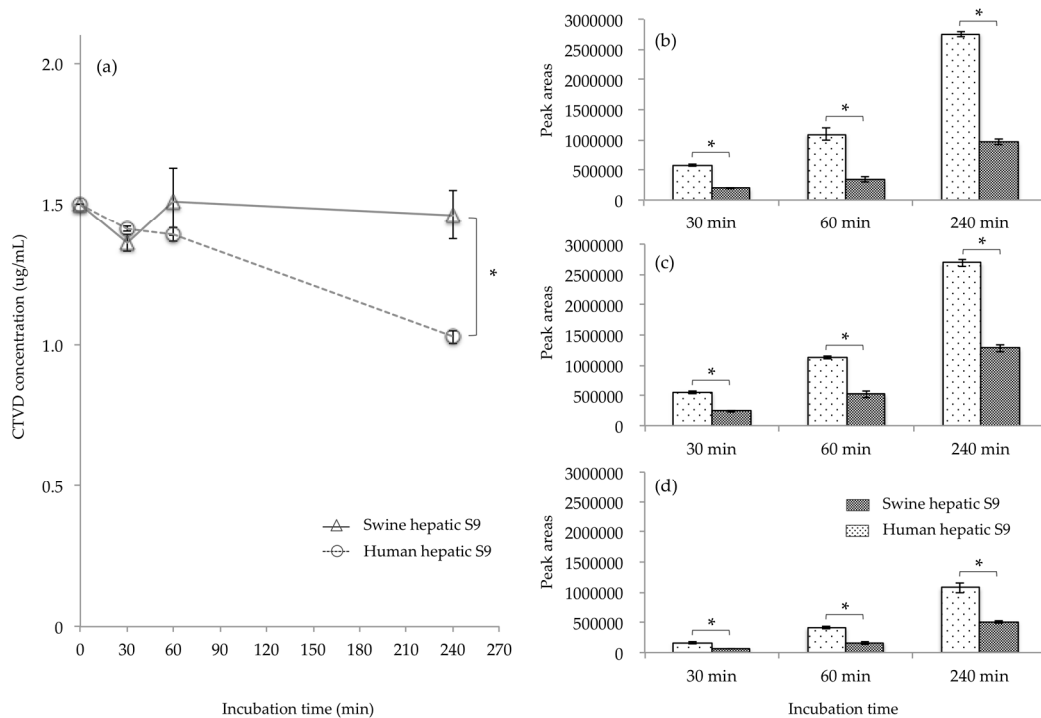 (a)
CTVD concentration (ug/mL)
2.0
1.5
1.0
0.5
0
*
Swine hepatic S9
Human hepatic S9
0 30 60 90 120 150 180 210 240 270
Incubation time (min)
(b)
Peak areas
3000000
2500000
2000000
1500000
1000000
500000
0
* * *
30 min 60 min 240 min
(c)
Peak areas
3000000
2500000
2000000
1500000
1000000
500000
0
* * *
30 min 60 min 240 min
(d)
Peak areas
3000000
2500000
2000000
1500000
1000000
500000
0
Swine hepatic S9
Human hepatic S9
* * *
30 min 60 min 240 min
Incubation time